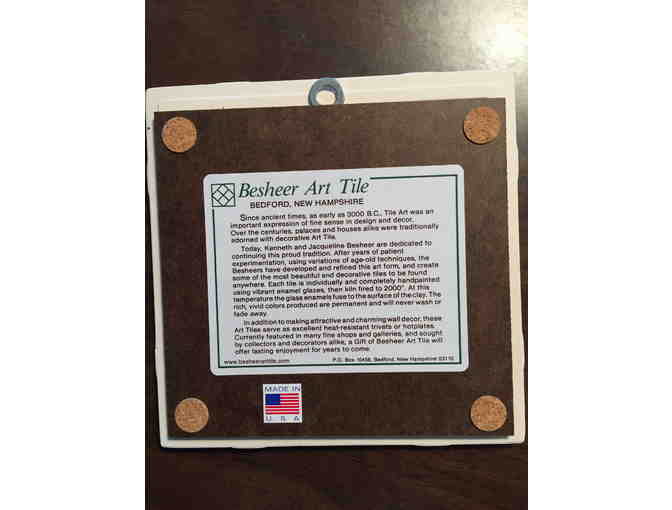 Besheer Art Tile
BEDFORD, NEW HAMPSHIRE
Since ancient times, as early as 3000 B.C., Tile Art was an
important expression of fine sense in design and decor.
Over the centuries, palaces and houses alike were traditionally
adorned with decorative Art Tile.
Today, Kenneth and Jacqueline Besheer are dedicated to
continuing this proud tradition. After years of patient
experimentation, using variations of age-old techniques, the
Besheers have developed and refined this art form, and create
some of the most beautiful and decorative tiles to be found
anywhere. Each tile is individually and completely handpainted
using vibrant enamel glazes, then kiln fired to 2000°. At this
temperature the glass enamels fuse to the surface of the clay. The
rich, vivid colors produced are permanent and will never wash or
fade away.
In addition to making attractive and charming wall decor, these
Art Tiles serve as excellent heat-resistant trivets or hotplates.
Currently featured in many fine shops and galleries, and sought
by collectors and decorators alike, a Gift of Besheer Art Tile will
offer lasting enjoyment for years to come.
www.besheerarttile.com P.O. Box 10458, Bedford, New Hampshire 03110
MADE IN
U S A